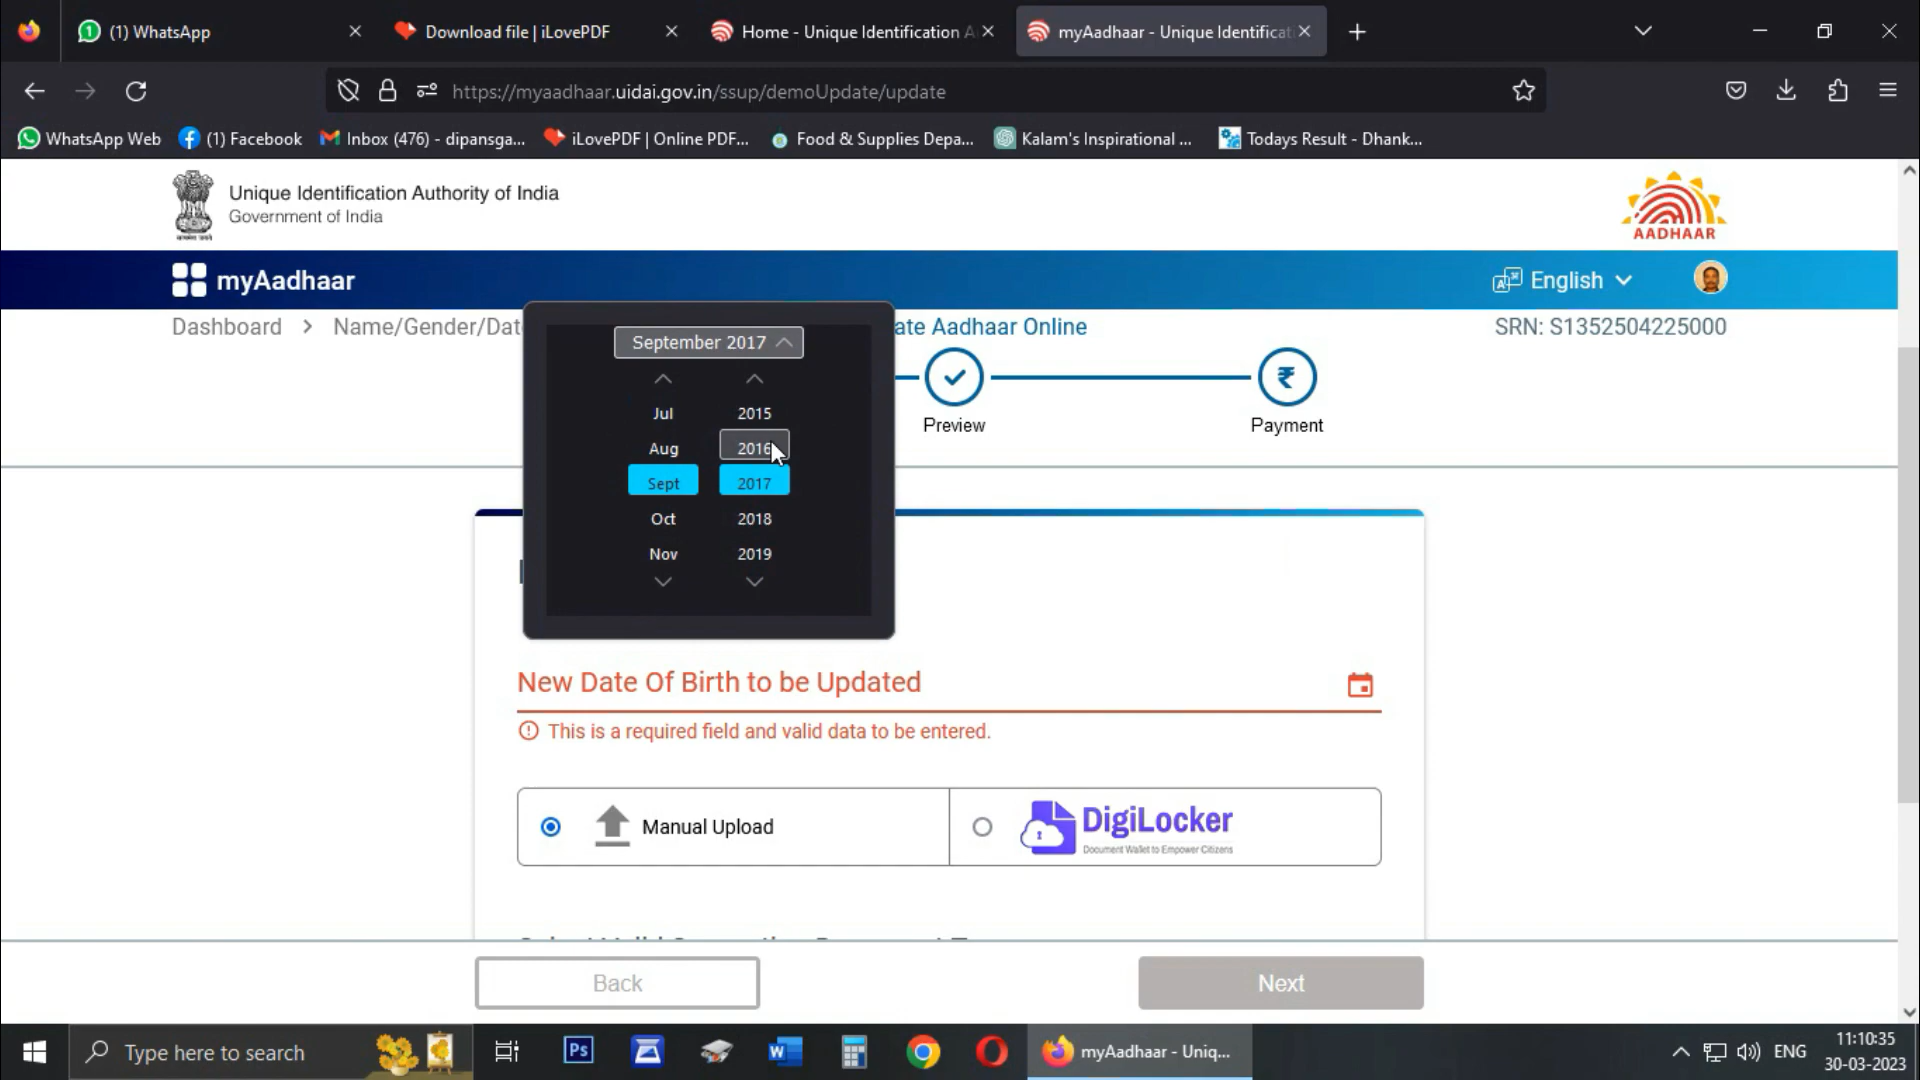 (1) WhatsApp
Download file | iLovePDF
Home - Unique Identification A
myAadhaar - Unique Identificat
https://myaadhaar.uidai.gov.in/ssup/demoUpdate/update
WhatsApp Web
(1) Facebook
Inbox (476) - dipansga...
iLovePDF | Online PDF...
Food & Supplies Depa...
Kalam's Inspirational ...
Todays Result - Dhank...
Unique Identification Authority of India
Government of India
AADHAAR
myAadhaar
English
Dashboard > Name/Gender/Dat
ate Aadhaar Online
SRN: S1352504225000
September 2017
Jul 2015
Aug 2016
Sept 2017
Oct 2018
Nov 2019
Preview
Payment
New Date Of Birth to be Updated
This is a required field and valid data to be entered.
Manual Upload
DigiLocker
Document Wallet to Empower Citizens
Back
Next
Type here to search
Ps
myAadhaar – Uniq...
ENG
11:10:35
30-03-2023